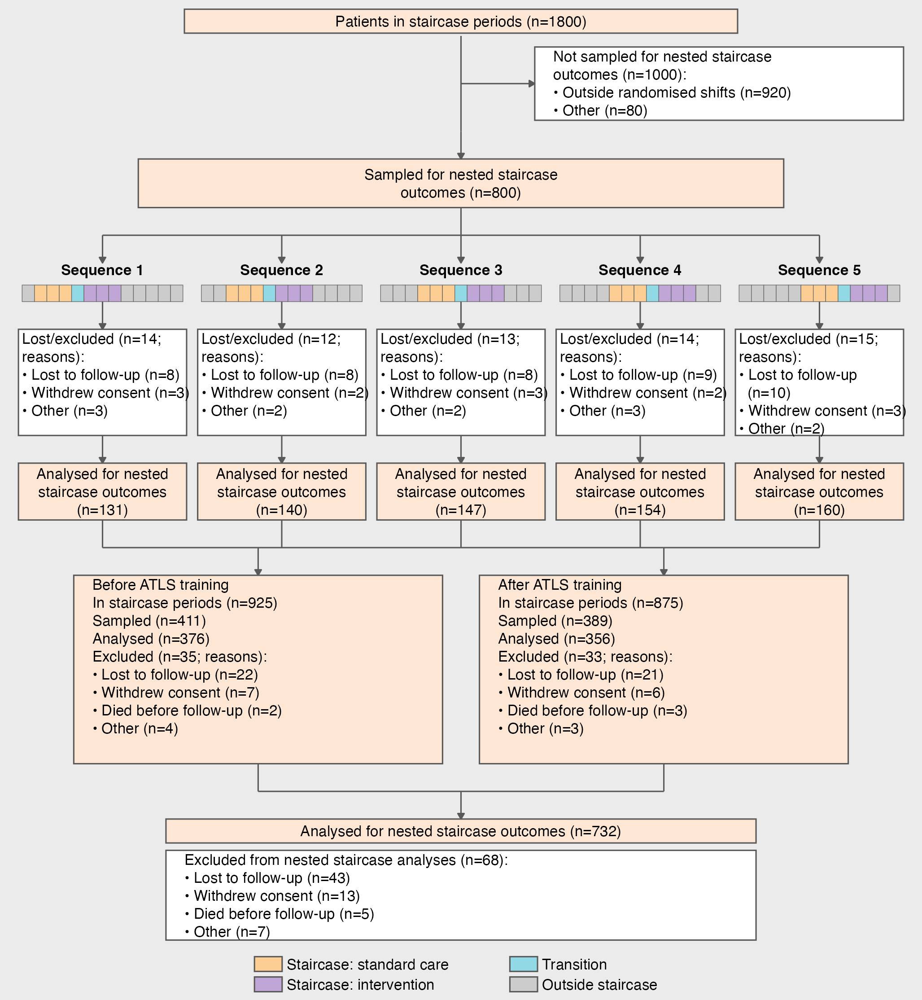 Patients in staircase periods (n=1800)
Not sampled for nested staircase
outcomes (n=1000):
• Outside randomised shifts (n=920)
• Other (n=80)
Sampled for nested staircase
outcomes (n=800)
Sequence 1
Sequence 2
Sequence 3
Sequence 4
Sequence 5
Lost/excluded (n=14;
reasons):
• Lost to follow-up (n=8)
• Withdrew consent (n=3)
• Other (n=3)
Lost/excluded (n=12;
reasons):
• Lost to follow-up (n=8)
• Withdrew consent (n=2)
• Other (n=2)
Lost/excluded (n=13;
reasons):
• Lost to follow-up (n=8)
• Withdrew consent (n=3)
• Other (n=2)
Lost/excluded (n=14;
reasons):
• Lost to follow-up (n=9)
• Withdrew consent (n=2)
• Other (n=3)
Lost/excluded (n=15;
reasons):
• Lost to follow-up
(n=10)
• Withdrew consent (n=3)
• Other (n=2)
Analysed for nested
staircase outcomes
(n=131)
Analysed for nested
staircase outcomes
(n=140)
Analysed for nested
staircase outcomes
(n=147)
Analysed for nested
staircase outcomes
(n=154)
Analysed for nested
staircase outcomes
(n=160)
Before ATLS training
In staircase periods (n=925)
Sampled (n=411)
Analysed (n=376)
Excluded (n=35; reasons):
• Lost to follow-up (n=22)
• Withdrew consent (n=7)
• Died before follow-up (n=2)
• Other (n=4)
After ATLS training
In staircase periods (n=875)
Sampled (n=389)
Analysed (n=356)
Excluded (n=33; reasons):
• Lost to follow-up (n=21)
• Withdrew consent (n=6)
• Died before follow-up (n=3)
• Other (n=3)
Analysed for nested staircase outcomes (n=732)
Excluded from nested staircase analyses (n=68):
• Lost to follow-up (n=43)
• Withdrew consent (n=13)
• Died before follow-up (n=5)
• Other (n=7)
Staircase: standard care
Transition
Staircase: intervention
Outside staircase